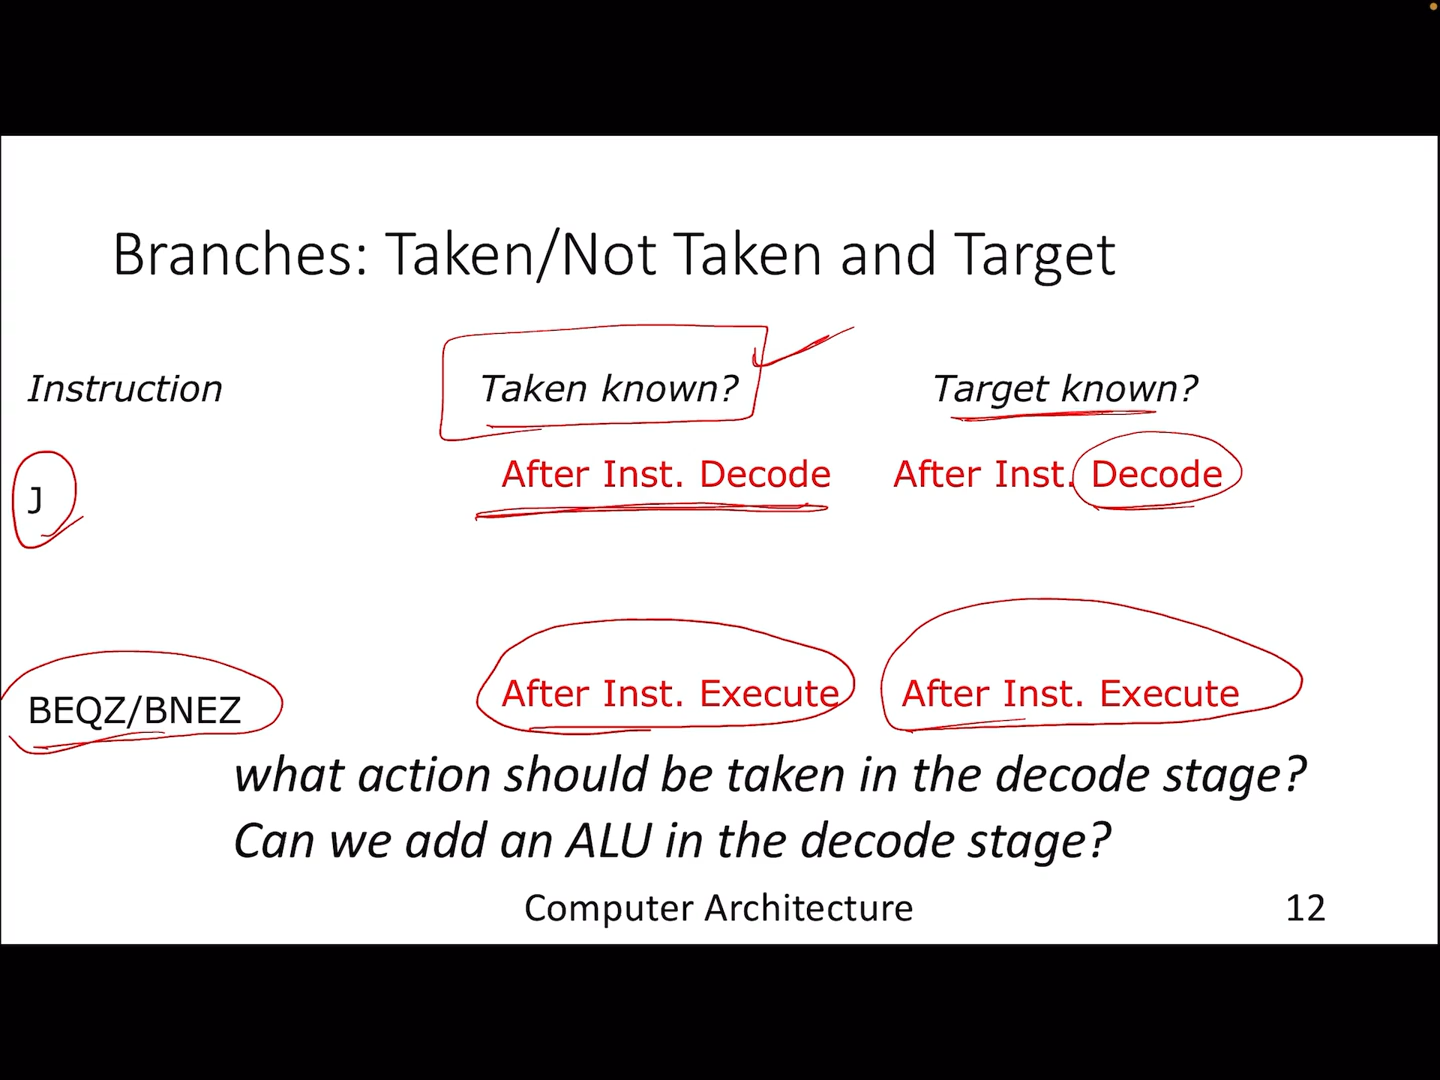 Branches: Taken/Not Taken and Target
Instruction Taken known? Target known?
J After Inst. Decode After Inst. Decode
BEQZ/BNEZ After Inst. Execute After Inst. Execute
what action should be taken in the decode stage?
Can we add an ALU in the decode stage?
Computer Architecture 12